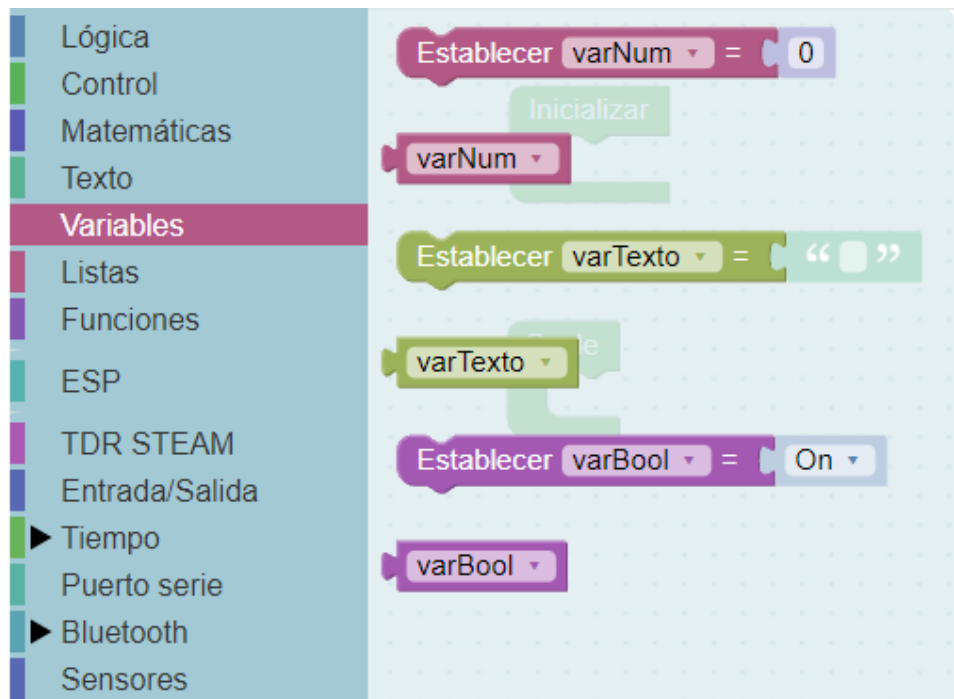 Lógica
Control
Matemáticas
Texto
Variables
Listas
Funciones
ESP
TDR STEAM
Entrada/Salida
Tiempo
Puerto serie
Bluetooth
Sensores
Establecer varNum = 0
Inicializar
varNum
Establecer varTexto = “ ”
varTexto
Establecer varBool = On
varBool